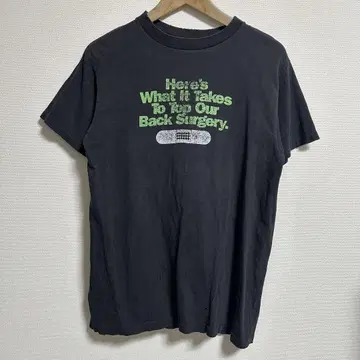 Here's
What It Takes
To Top Our
Back Surgery.